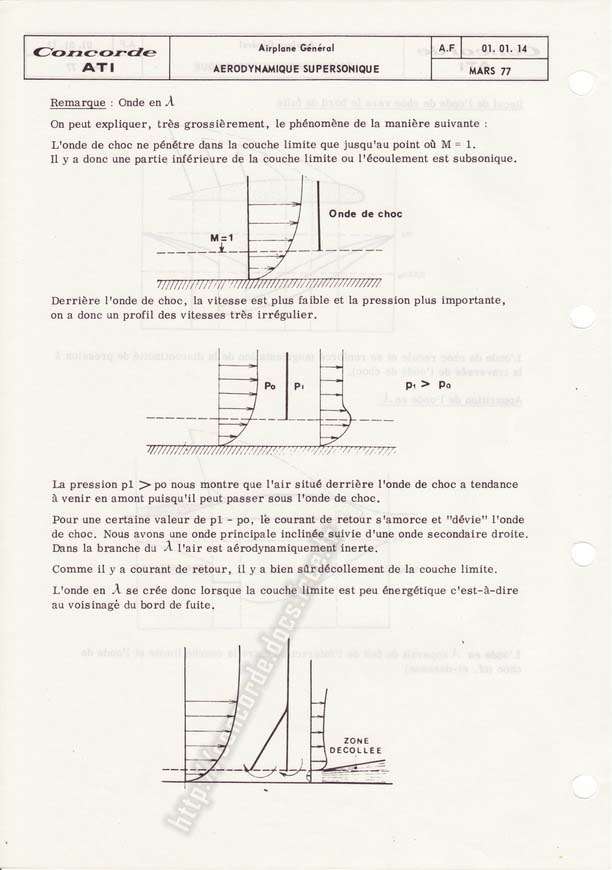 Concorde
ATI
Airplane Général
AERODYNAMIQUE SUPERSONIQUE
A.F
01. 01. 14
MARS 77
Remarque : Onde en λ
On peut expliquer, très grossièrement, le phénomène de la manière suivante :
L'onde de choc ne pénétre dans la couche limite que jusqu'au point où M = 1.
Il y a donc une partie inférieure de la couche limite ou l'écoulement est subsonique.
Onde de choc
M=1
Derrière l'onde de choc, la vitesse est plus faible et la pression plus importante,
on a donc un profil des vitesses très irrégulier.
Po P1 p1 > po
La pression p1 > po nous montre que l'air situé derrière l'onde de choc a tendance
à venir en amont puisqu'il peut passer sous l'onde de choc.
Pour une certaine valeur de p1 - po, le courant de retour s'amorce et "dévie" l'onde
de choc. Nous avons une onde principale inclinée suivie d'une onde secondaire droite.
Dans la branche du λ l'air est aérodynamiquement inerte.
Comme il y a courant de retour, il y a bien sûr décollement de la couche limite.
L'onde en λ se crée donc lorsque la couche limite est peu énergétique c'est-à-dire
au voisinage du bord de fuite.
ZONE
DECOLLEE
http://concorde.docs.free.fr